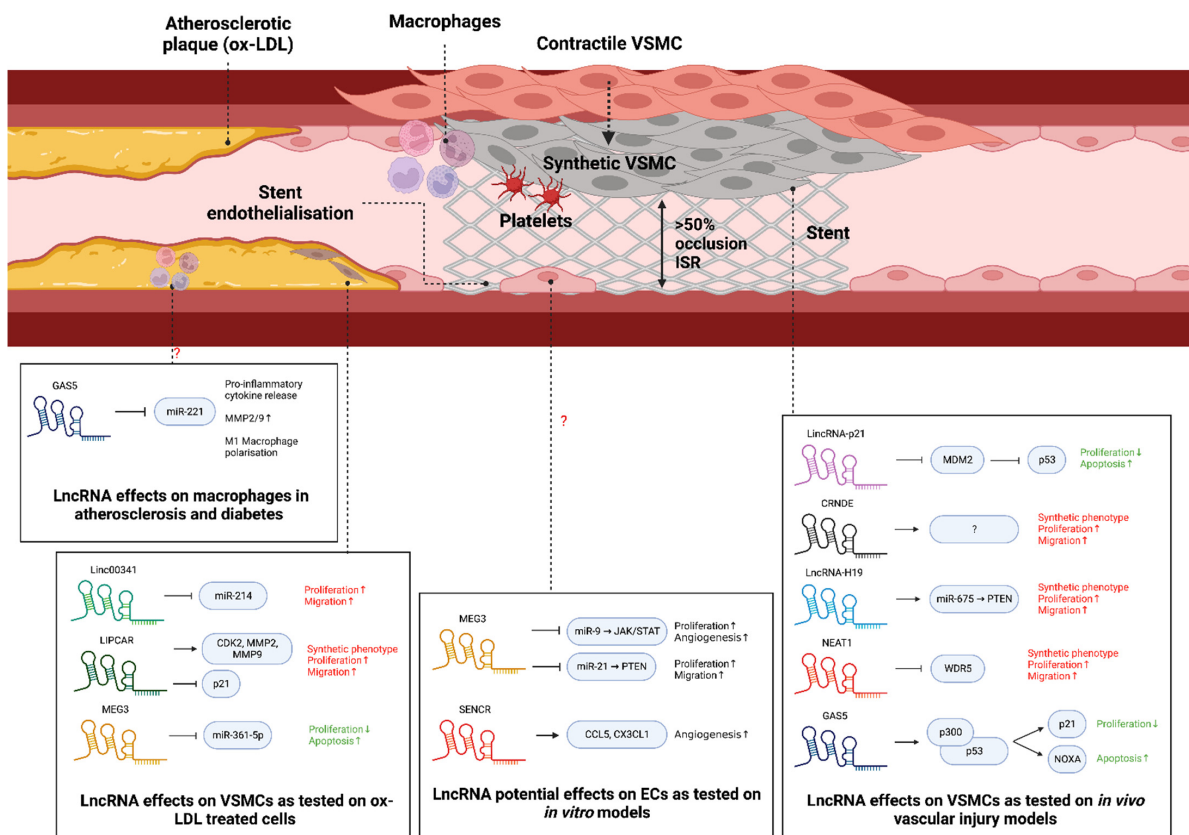 Atherosclerotic
plaque (ox-LDL)
Macrophages
Contractile VSMC
Synthetic VSMC
Stent
endothelialisation
Platelets
>50%
occlusion
ISR
Stent
?
?
GAS5
miR-221
Pro-inflammatory
cytokine release
MMP2/9↑
M1 Macrophage
polarisation
LncRNA effects on macrophages in
atherosclerosis and diabetes
Linc00341
miR-214
Proliferation↑
Migration↑
LIPCAR
CDK2, MMP2,
MMP9
p21
Synthetic phenotype
Proliferation↑
Migration↑
MEG3
miR-361-5p
Proliferation↓
Apoptosis↑
LncRNA effects on VSMCs as tested on ox-
LDL treated cells
MEG3
miR-9 → JAK/STAT
Proliferation↑
Angiogenesis↑
miR-21 → PTEN
Proliferation↑
Migration↑
SENCR
CCL5, CX3CL1
Angiogenesis↑
LncRNA potential effects on ECs as tested on
in vitro models
LincRNA-p21
MDM2
p53
Proliferation↓
Apoptosis↑
CRNDE
?
Synthetic phenotype
Proliferation↑
Migration↑
LncRNA-H19
miR-675 → PTEN
Synthetic phenotype
Proliferation↑
Migration↑
NEAT1
WDR5
Synthetic phenotype
Proliferation↑
Migration↑
GAS5
p300
p53
p21
Proliferation↓
NOXA
Apoptosis↑
LncRNA effects on VSMCs as tested on in vivo
vascular injury models